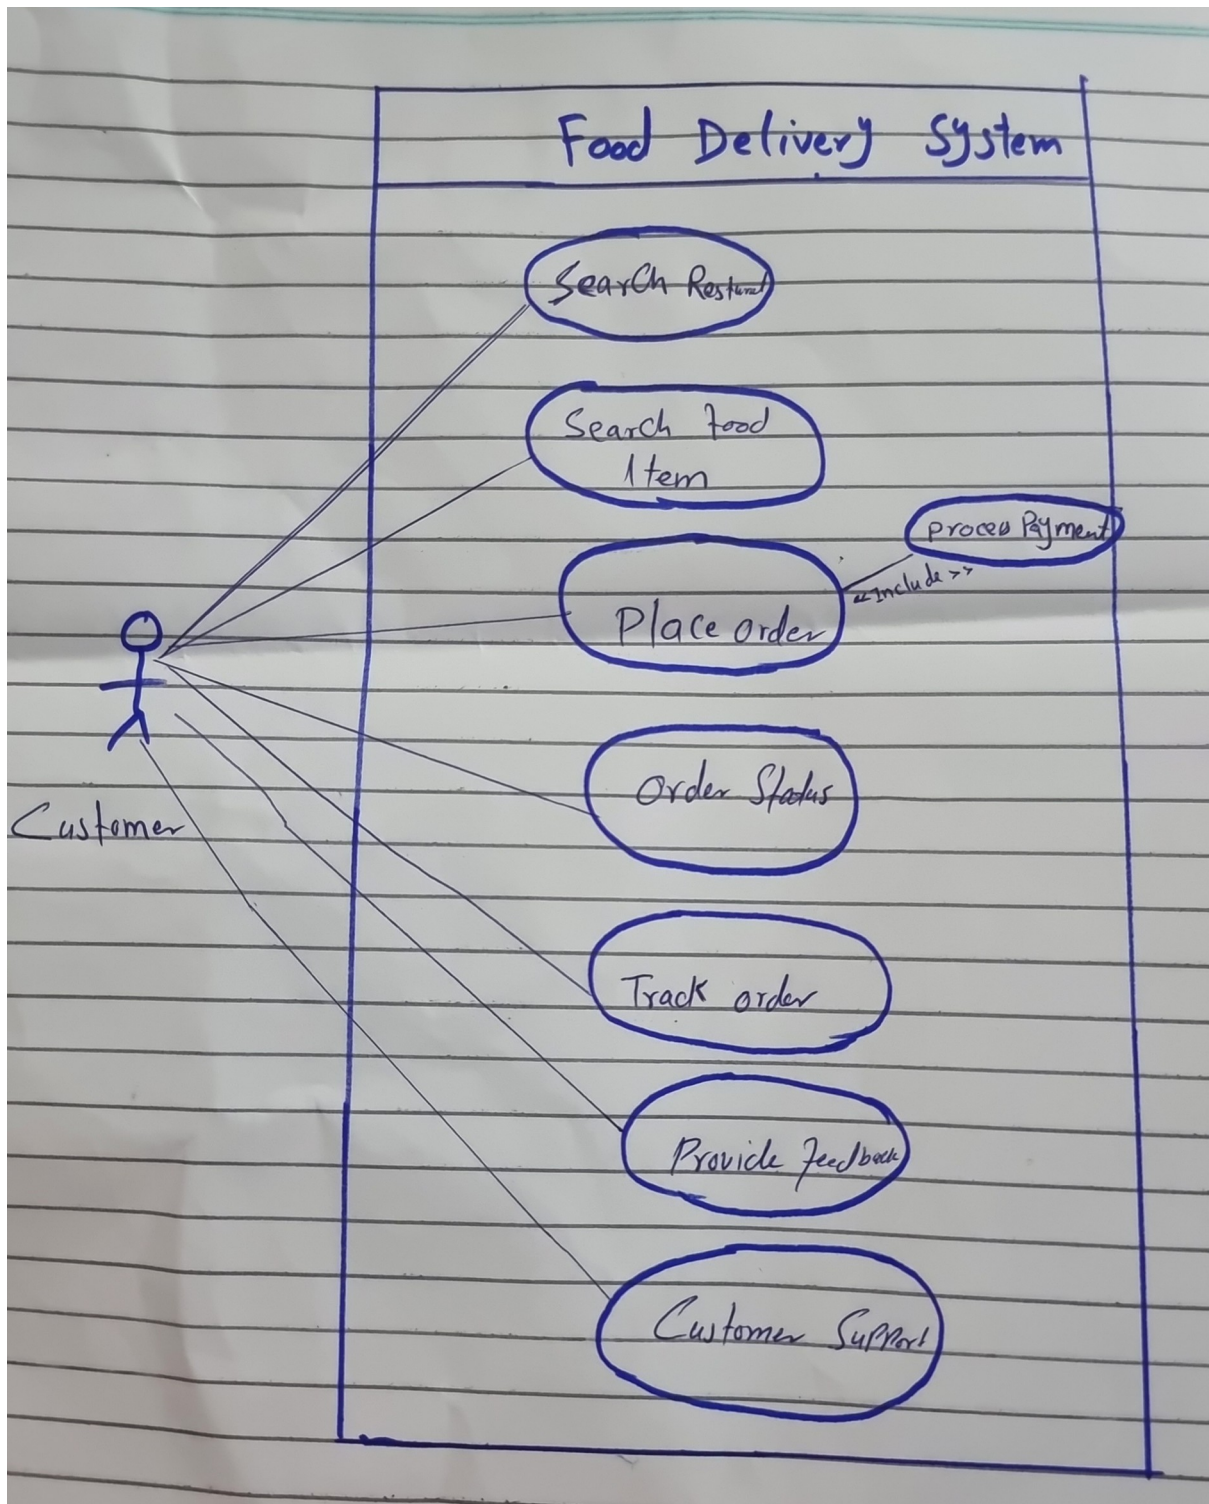 Food Delivery System
Search
Search Food
Item
Process Payment
<<Include>>
Place order
Order Status
Customer
Track order
Provide Feedback
Customer Support